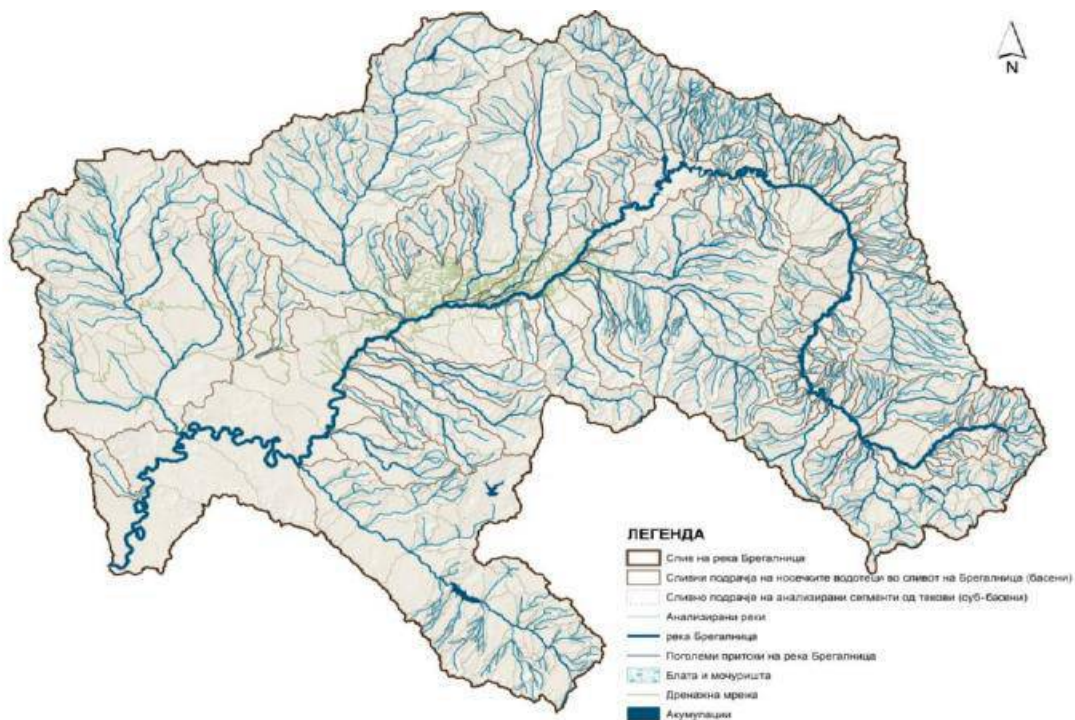 N
ЛЕГЕНДА
Слив на река Брегалница
Сливни подрачја на носечките водотеци во сливот на Брегалница (басени)
Сливно подрачје на анализирани сегменти од текови (суб-басени)
Анализирани реки
река Брегалница
Поголеми притоки на река Брегалница
Блата и мочуришта
Дренажна мрежа
Акумулации